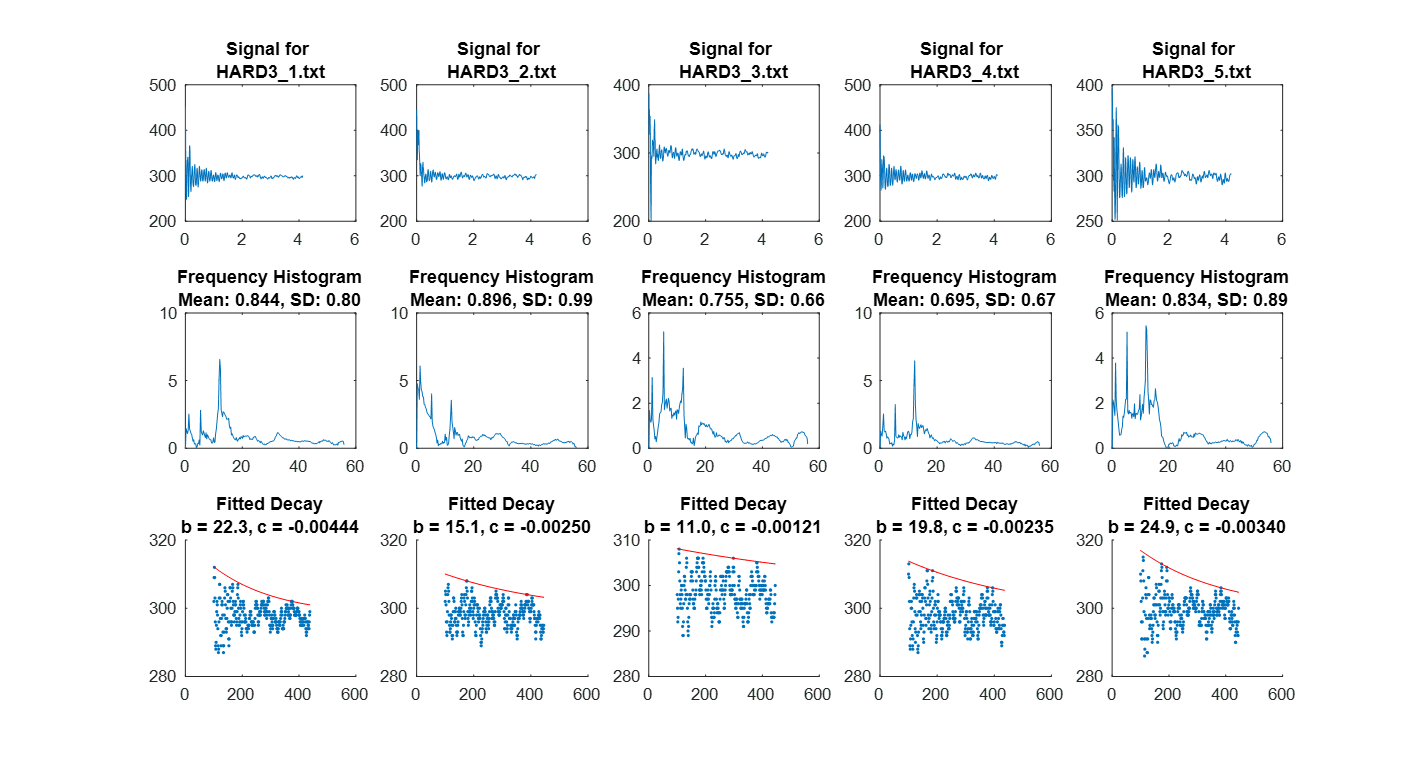 Signal for
HARD3_1.txt
Signal for
HARD3_2.txt
Signal for
HARD3_3.txt
Signal for
HARD3_4.txt
Signal for
HARD3_5.txt
500
400
300
200
0 2 4 6
500
400
300
200
0 2 4 6
400
300
200
0 2 4 6
500
400
300
200
0 2 4 6
400
350
300
250
0 2 4 6
Frequency Histogram
Mean: 0.844, SD: 0.80
Frequency Histogram
Mean: 0.896, SD: 0.99
Frequency Histogram
Mean: 0.755, SD: 0.66
Frequency Histogram
Mean: 0.695, SD: 0.67
Frequency Histogram
Mean: 0.834, SD: 0.89
10
5
0
0 20 40 60
10
5
0
0 20 40 60
6
4
2
0
0 20 40 60
10
5
0
0 20 40 60
6
4
2
0
0 20 40 60
Fitted Decay
b = 22.3, c = -0.00444
Fitted Decay
b = 15.1, c = -0.00250
Fitted Decay
b = 11.0, c = -0.00121
Fitted Decay
b = 19.8, c = -0.00235
Fitted Decay
b = 24.9, c = -0.00340
320
300
280
0 200 400 600
320
300
280
0 200 400 600
310
300
290
280
0 200 400 600
320
300
280
0 200 400 600
320
300
280
0 200 400 600